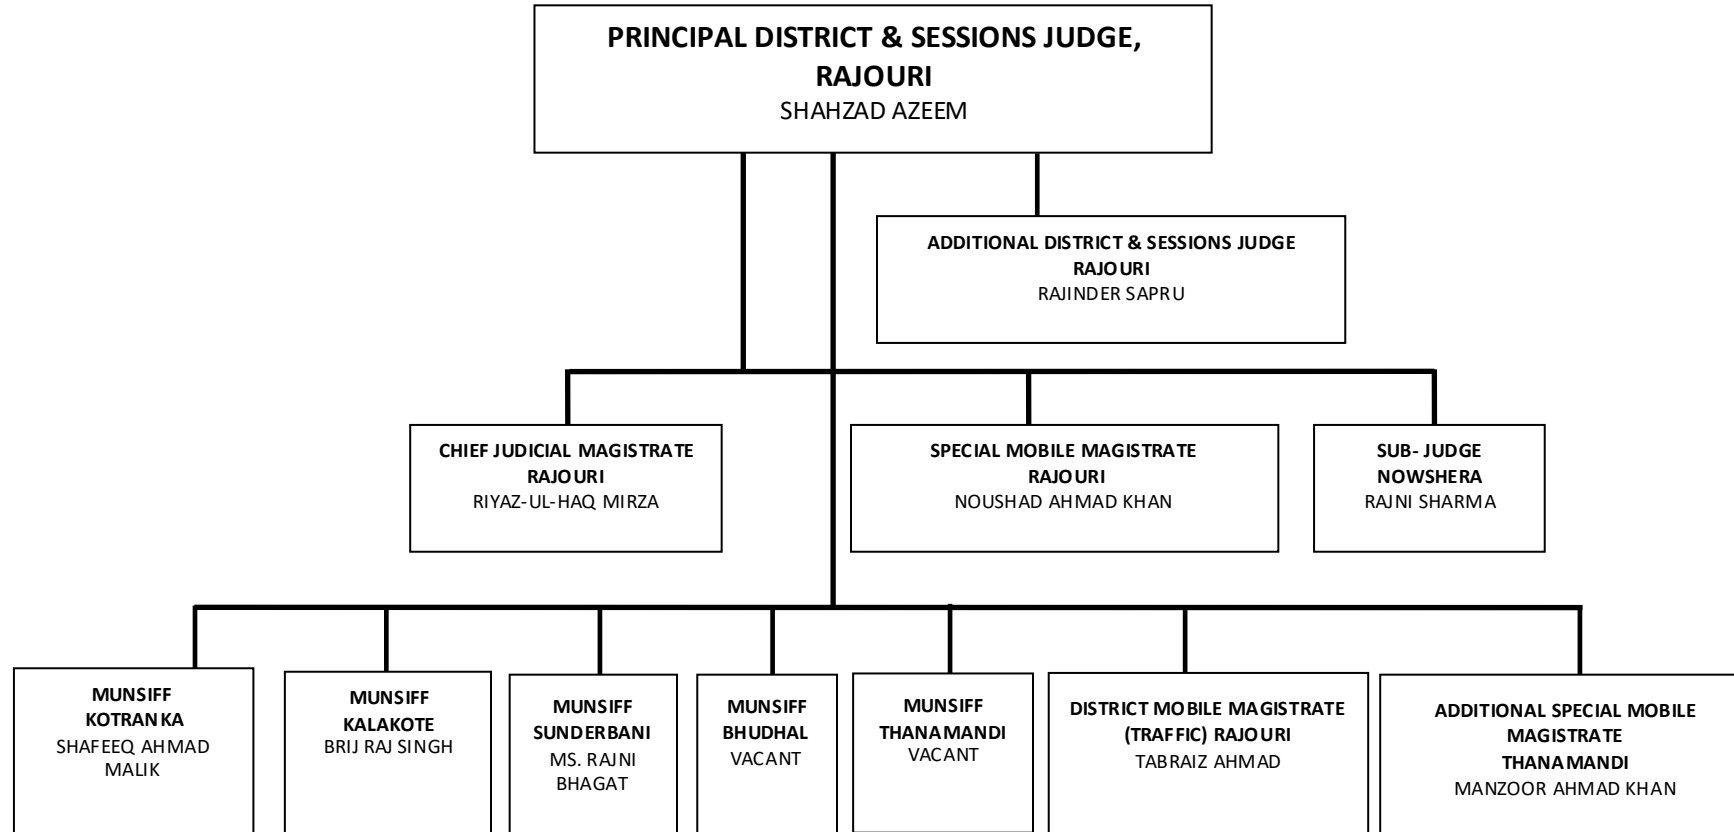 PRINCIPAL DISTRICT & SESSIONS JUDGE,
RAJOURI
SHAHZAD AZEEM
ADDITIONAL DISTRICT & SESSIONS JUDGE
RAJOURI
RAJINDER SAPRU
CHIEF JUDICIAL MAGISTRATE
RAJOURI
RIYAZ-UL-HAQ MIRZA
SPECIAL MOBILE MAGISTRATE
RAJOURI
NOUSHAD AHMAD KHAN
SUB- JUDGE
NOWSHERA
RAJNI SHARMA
MUNSIFF
KOTRANKA
SHAFEEQ AHMAD
MALIK
MUNSIFF
KALAKOTE
BRIJ RAJ SINGH
MUNSIFF
SUNDERBANI
MS. RAJNI
BHAGAT
MUNSIFF
BHUDHAL
VACANT
MUNSIFF
THANAMANDI
VACANT
DISTRICT MOBILE MAGISTRATE
(TRAFFIC) RAJOURI
TABRAIZ AHMAD
ADDITIONAL SPECIAL MOBILE
MAGISTRATE
THANAMANDI
MANZOOR AHMAD KHAN